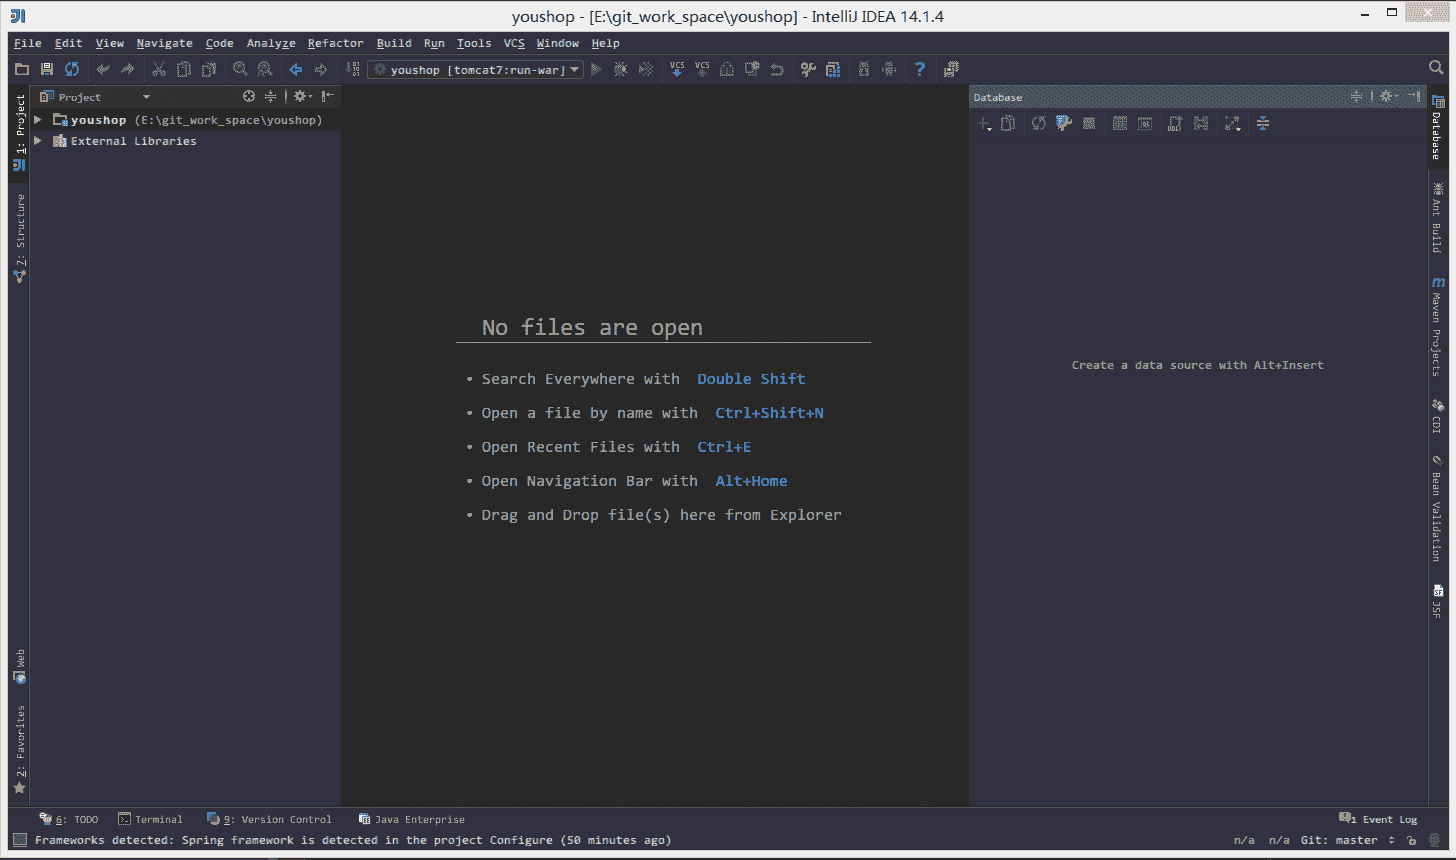 youshop - [E:\git_work_space\youshop] - IntelliJ IDEA 14.1.4
File Edit View Navigate Code Analyze Refactor Build Run Tools VCS Window Help
youshop [tomcat7:run-war] VCS VCS ?
Project
Database
1: Project
youshop (E:\git_work_space\youshop)
External Libraries
Z: Structure
Web
2: Favorites
No files are open
• Search Everywhere with Double Shift
• Open a file by name with Ctrl+Shift+N
• Open Recent Files with Ctrl+E
• Open Navigation Bar with Alt+Home
• Drag and Drop file(s) here from Explorer
DDL
Create a data source with Alt+Insert
Database
Ant Build
m
Maven Projects
CDI
Bean Validation
JSF
6: TODO Terminal 9: Version Control Java Enterprise 1 Event Log
Frameworks detected: Spring framework is detected in the project Configure (50 minutes ago) n/a n/a Git: master